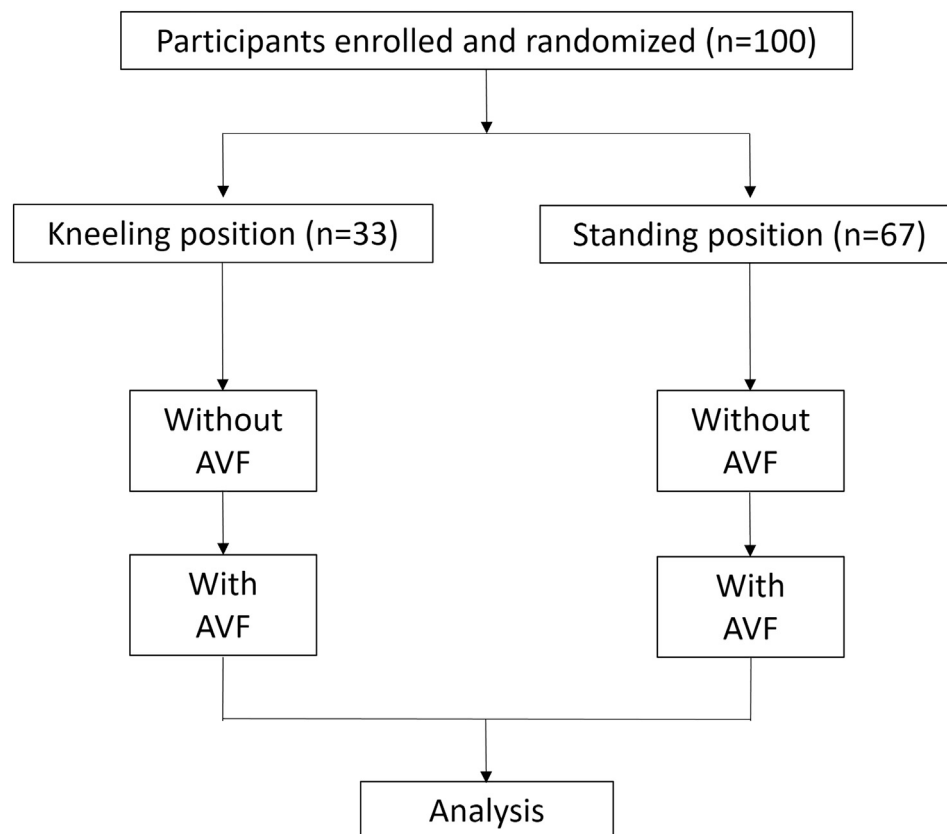 Participants enrolled and randomized (n=100)
Kneeling position (n=33)
Standing position (n=67)
Without
AVF
Without
AVF
With
AVF
With
AVF
Analysis